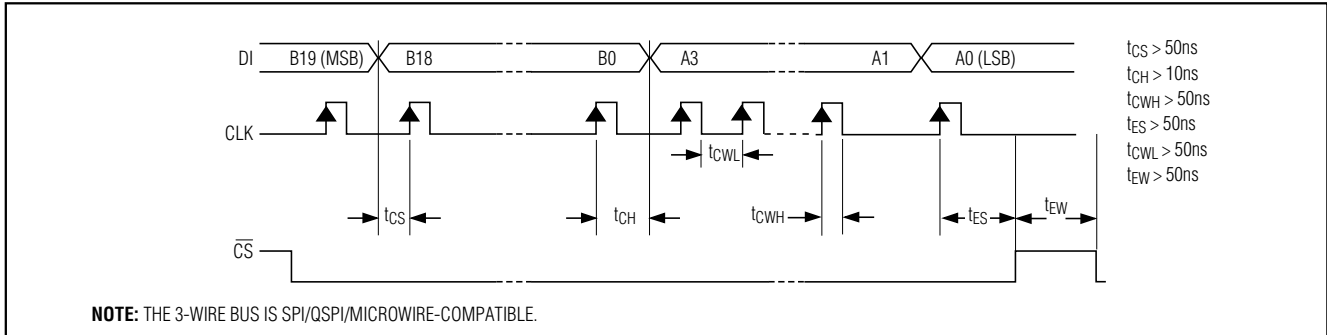 DI B19 (MSB) B18 B0 A3 A1 A0 (LSB)
CLK
tCWL
tCS tCH tCWH tES tEW
CS
tCS > 50ns
tCH > 10ns
tCWH > 50ns
tES > 50ns
tCWL > 50ns
tEW > 50ns
NOTE: THE 3-WIRE BUS IS SPI/QSPI/MICROWIRE-COMPATIBLE.